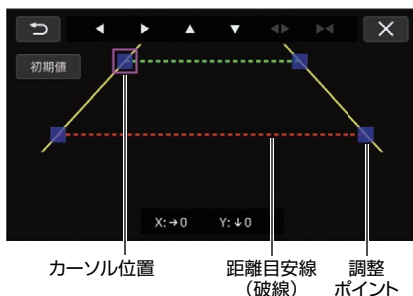 初期値
X:→0 Y:↓0
カーソル位置
距離目安線
（破線）
調整
ポイント